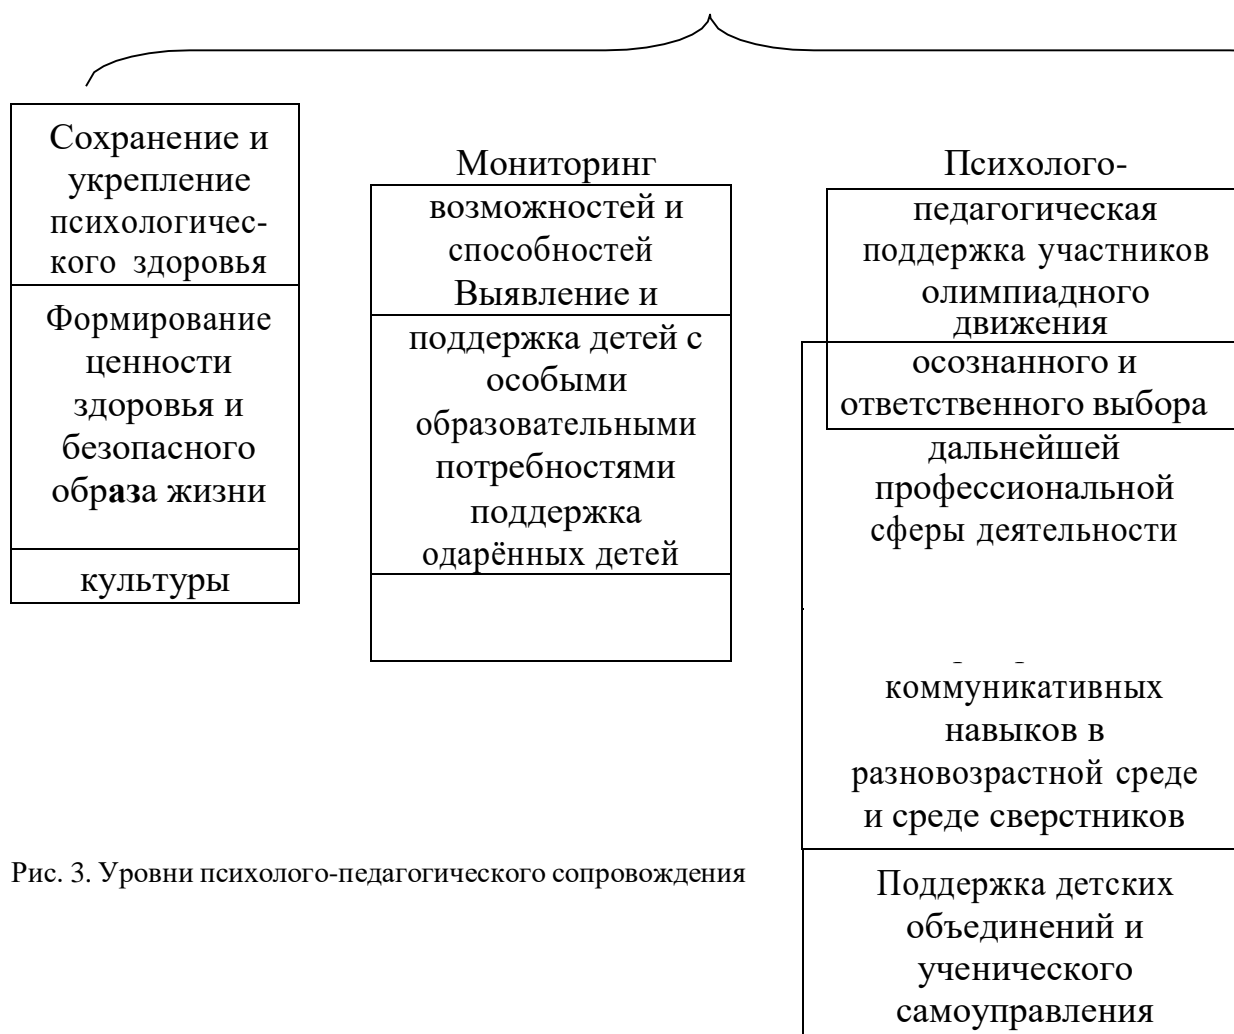 Сохранение и
укрепление
психологичес-
кого здоровья
Формирование
ценности
здоровья и
безопасного
образа жизни
культуры
Мониторинг
возможностей и
способностей
Выявление и
поддержка детей с
особыми
образовательными
потребностями
поддержка
одарённых детей
Психолого-
педагогическая
поддержка участников
олимпиадного
движения
осознанного и
ответственного выбора
дальнейшей
профессиональной
сферы деятельности
коммуникативных
навыков в
разновозрастной среде
и среде сверстников
Поддержка детских
объединений и
ученического
самоуправления
Рис. 3. Уровни психолого-педагогического сопровождения